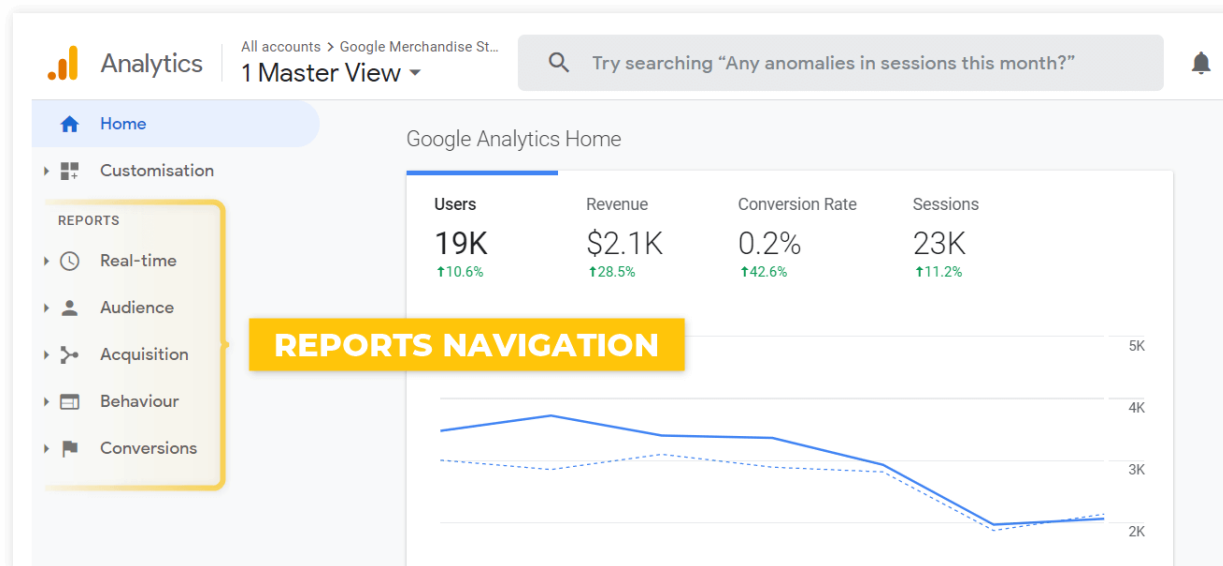 Analytics
All accounts > Google Merchandise St...
1 Master View
Try searching “Any anomalies in sessions this month?”
Home
Customisation
REPORTS
Real-time
Audience
Acquisition
Behaviour
Conversions
REPORTS NAVIGATION
Google Analytics Home
Users
19K
↑10.6%
Revenue
$2.1K
↑28.5%
Conversion Rate
0.2%
↑42.6%
Sessions
23K
↑11.2%
5K
4K
3K
2K